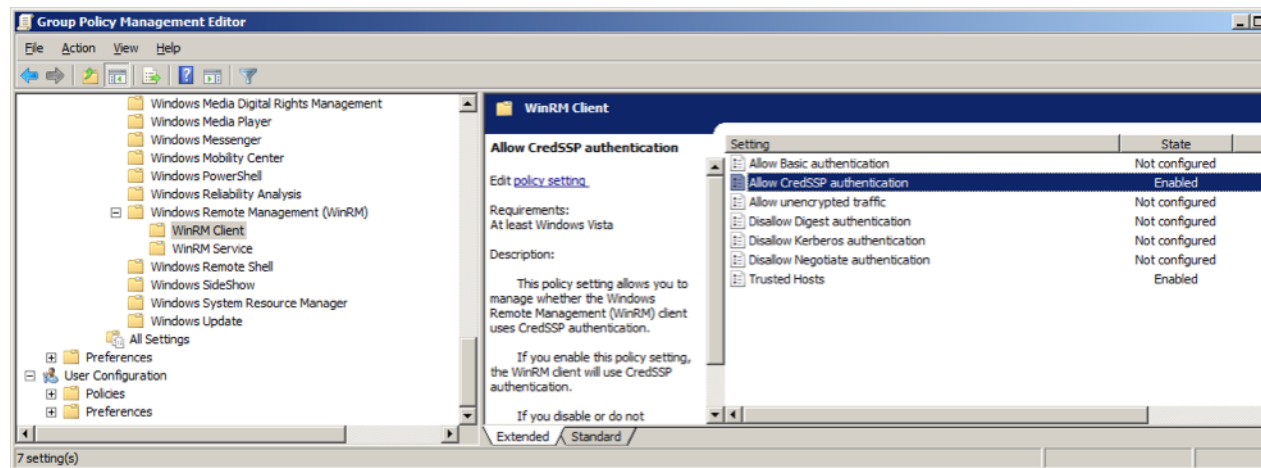 Group Policy Management Editor
File Action View Help
Windows Media Digital Rights Management
Windows Media Player
Windows Messenger
Windows Mobility Center
Windows PowerShell
Windows Reliability Analysis
Windows Remote Management (WinRM)
WinRM Client
WinRM Service
Windows Remote Shell
Windows SideShow
Windows System Resource Manager
Windows Update
All Settings
Preferences
User Configuration
Policies
Preferences
WinRM Client
Allow CredSSP authentication
Edit policy setting
Requirements:
At least Windows Vista
Description:
This policy setting allows you to
manage whether the Windows
Remote Management (WinRM) client
uses CredSSP authentication.
If you enable this policy setting,
the WinRM client will use CredSSP
authentication.
If you disable or do not
Setting State
Allow Basic authentication Not configured
Allow CredSSP authentication Enabled
Allow unencrypted traffic Not configured
Disallow Digest authentication Not configured
Disallow Kerberos authentication Not configured
Disallow Negotiate authentication Not configured
Trusted Hosts Enabled
Extended Standard
7 setting(s)